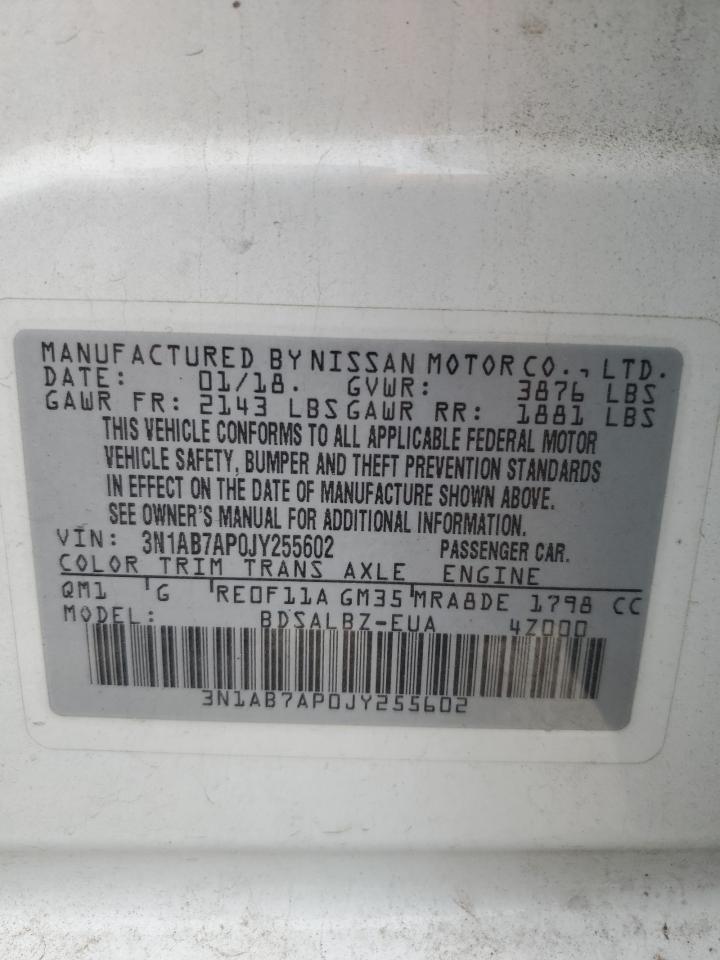 MANUFACTURED BY NISSAN MOTOR CO., LTD.
DATE: 01/18. GVWR: 3876 LBS
GAWR FR: 2143 LBS GAWR RR: 1881 LBS
THIS VEHICLE CONFORMS TO ALL APPLICABLE FEDERAL MOTOR
VEHICLE SAFETY, BUMPER AND THEFT PREVENTION STANDARDS
IN EFFECT ON THE DATE OF MANUFACTURE SHOWN ABOVE.
SEE OWNER'S MANUAL FOR ADDITIONAL INFORMATION.
VIN: 3N1AB7AP0JY255602 PASSENGER CAR.
COLOR TRIM TRANS AXLE ENGINE
QM1 G RE0F11A GM35 MRA8DE 1798 CC
MODEL: BDSALBZ-EUA 4Z000
3N1AB7AP0JY255602